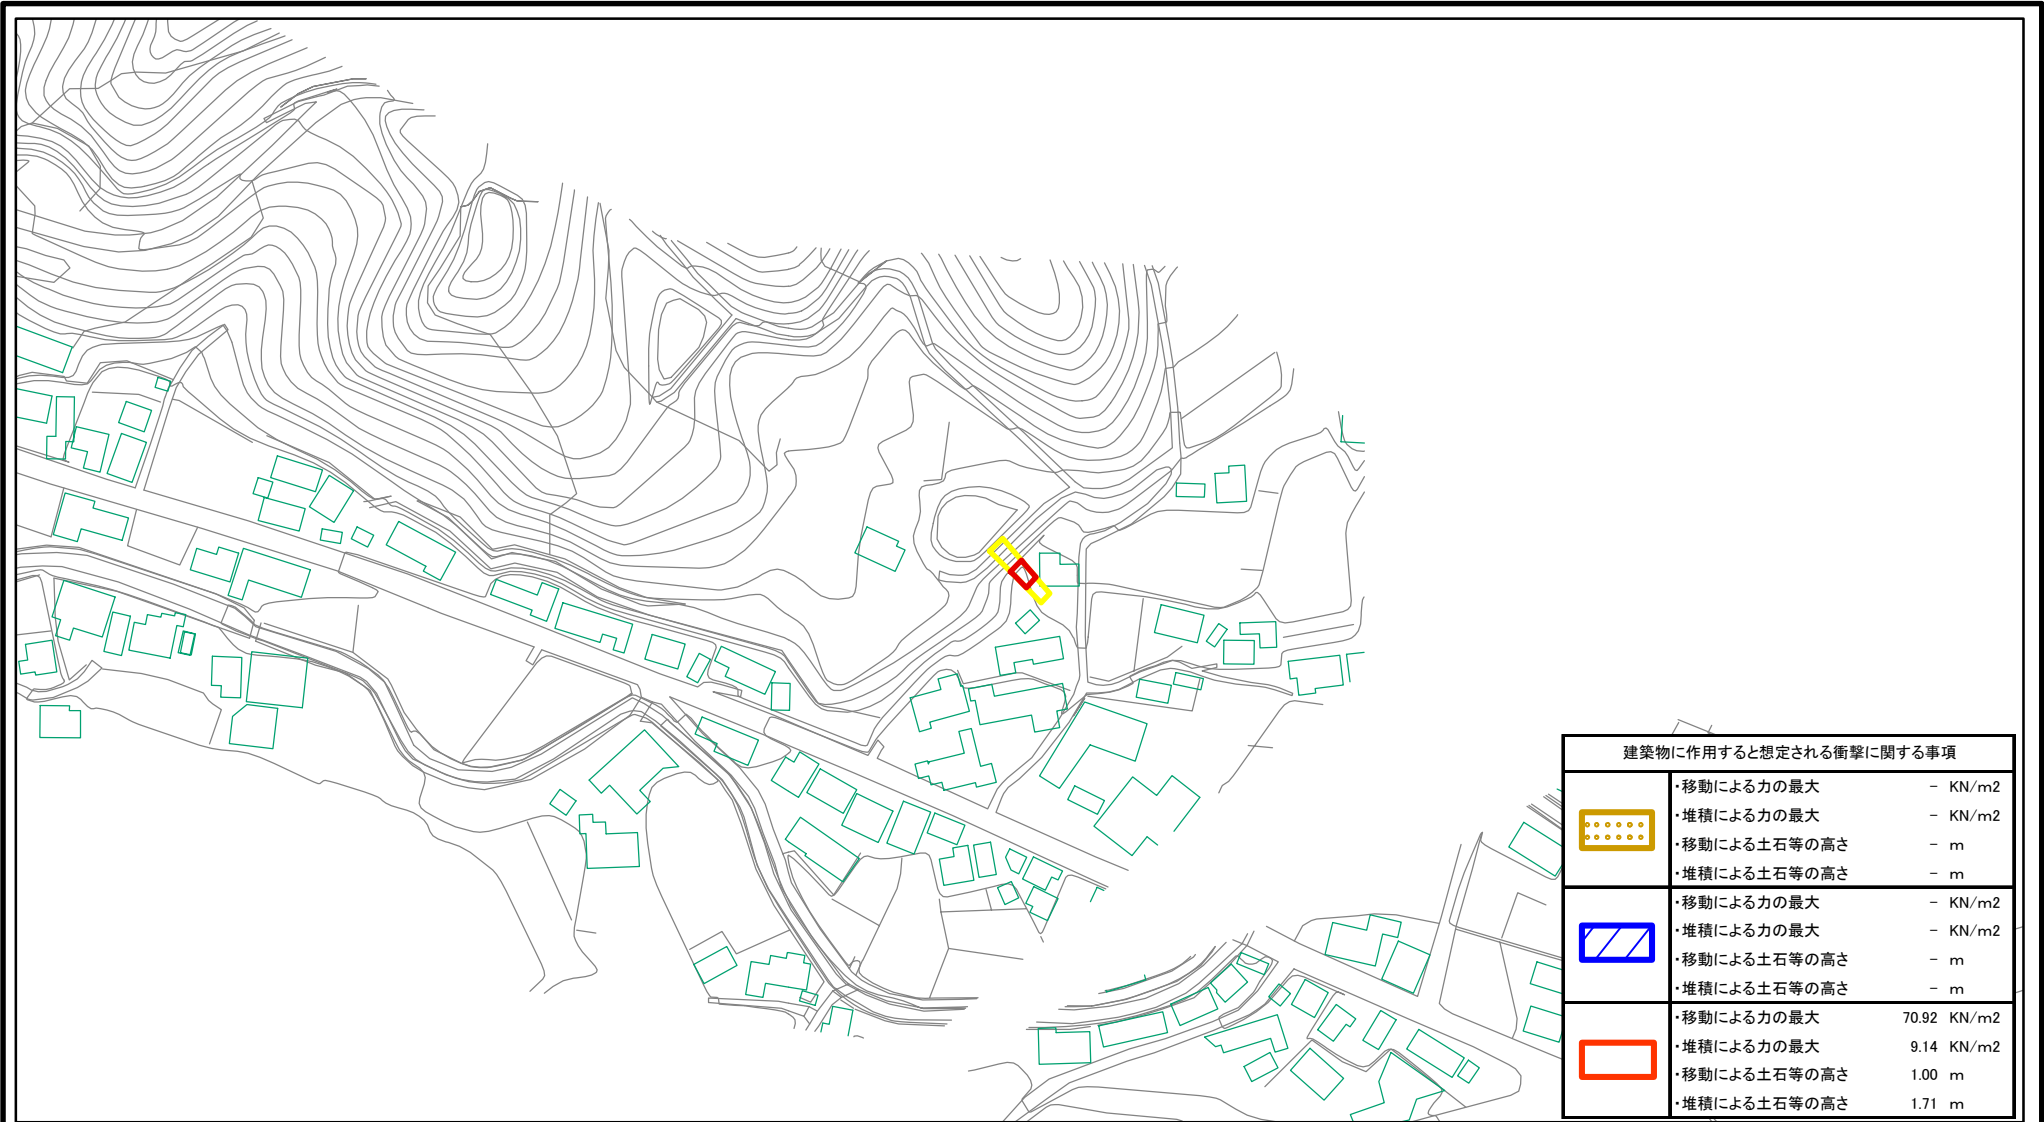 建築物に作用すると想定される衝撃に関する事項
・移動による力の最大 － KN/m2
・堆積による力の最大 － KN/m2
・移動による土石等の高さ － m
・堆積による土石等の高さ － m
・移動による力の最大 － KN/m2
・堆積による力の最大 － KN/m2
・移動による土石等の高さ － m
・堆積による土石等の高さ － m
・移動による力の最大 70.92 KN/m2
・堆積による力の最大 9.14 KN/m2
・移動による土石等の高さ 1.00 m
・堆積による土石等の高さ 1.71 m